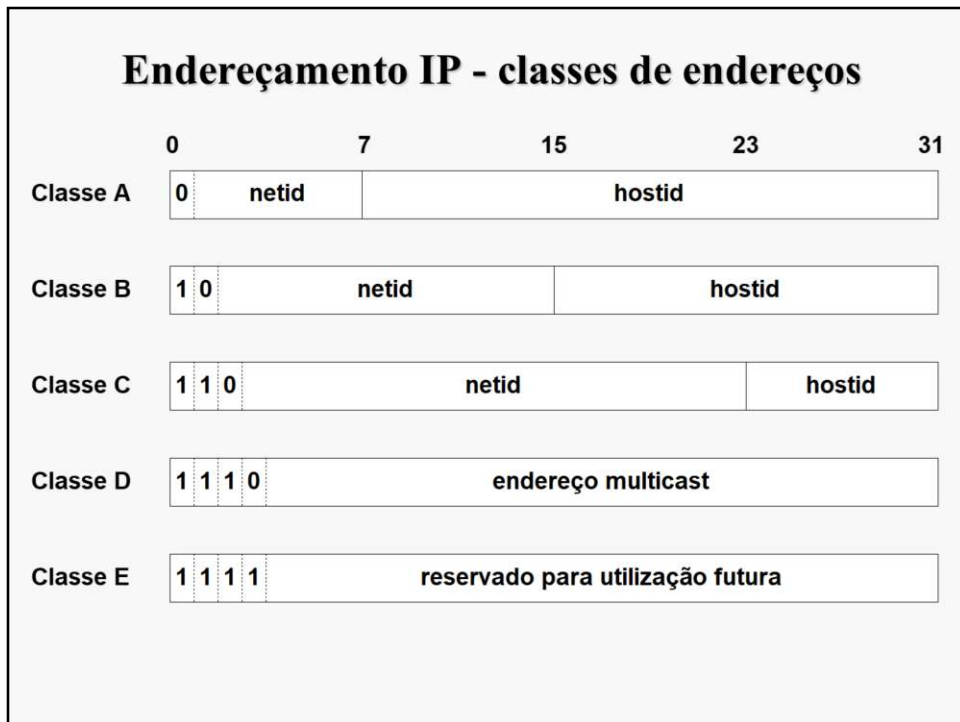 Endereçamento IP - classes de endereços
0 7 15 23 31
Classe A 0 netid hostid
Classe B 1 0 netid hostid
Classe C 1 1 0 netid hostid
Classe D 1 1 1 0 endereço multicast
Classe E 1 1 1 1 reservado para utilização futura